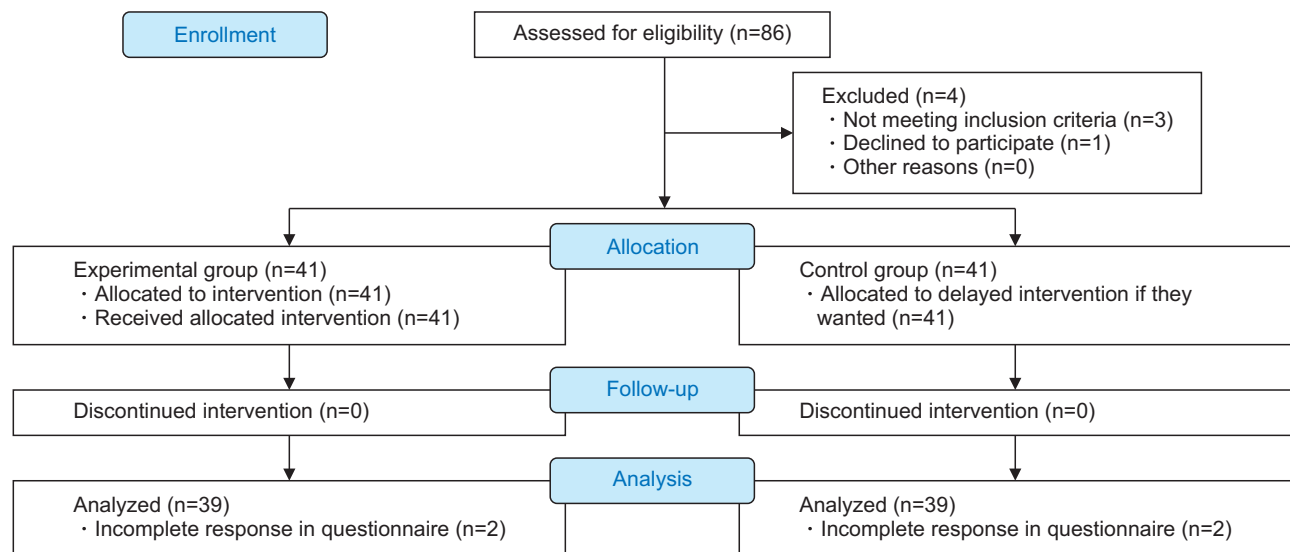 Enrollment
Assessed for eligibility (n=86)
Excluded (n=4)
· Not meeting inclusion criteria (n=3)
· Declined to participate (n=1)
· Other reasons (n=0)
Allocation
Experimental group (n=41)
· Allocated to intervention (n=41)
· Received allocated intervention (n=41)
Control group (n=41)
· Allocated to delayed intervention if they
wanted (n=41)
Follow-up
Discontinued intervention (n=0)
Discontinued intervention (n=0)
Analysis
Analyzed (n=39)
· Incomplete response in questionnaire (n=2)
Analyzed (n=39)
· Incomplete response in questionnaire (n=2)